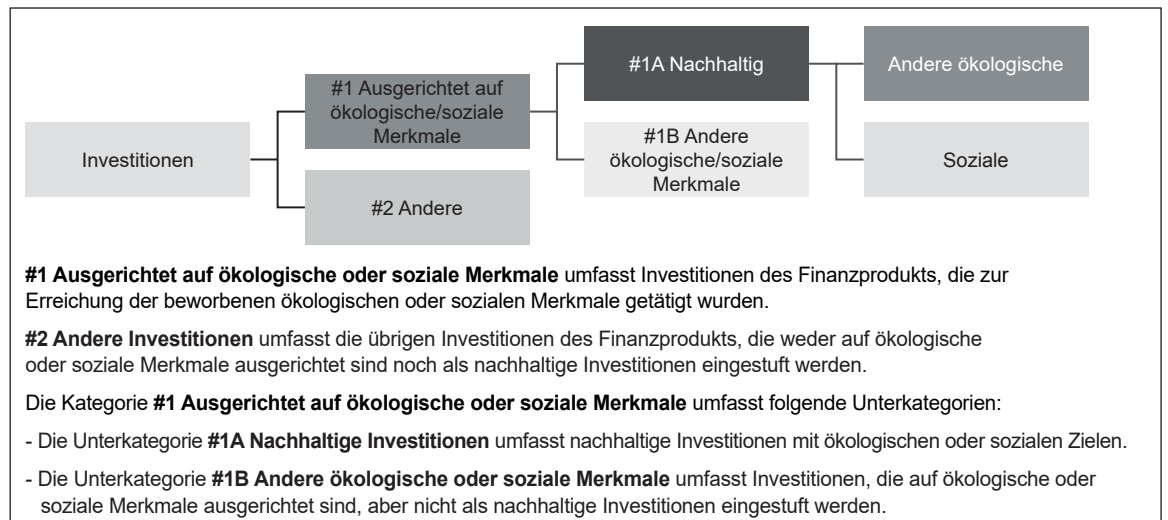 Investitionen
#1 Ausgerichtet auf
ökologische/soziale
Merkmale
#2 Andere
#1A Nachhaltig
#1B Andere
ökologische/soziale
Merkmale
Andere ökologische
Soziale
#1 Ausgerichtet auf ökologische oder soziale Merkmale umfasst Investitionen des Finanzprodukts, die zur
Erreichung der beworbenen ökologischen oder sozialen Merkmale getätigt wurden.
#2 Andere Investitionen umfasst die übrigen Investitionen des Finanzprodukts, die weder auf ökologische
oder soziale Merkmale ausgerichtet sind noch als nachhaltige Investitionen eingestuft werden.
Die Kategorie #1 Ausgerichtet auf ökologische oder soziale Merkmale umfasst folgende Unterkategorien:
- Die Unterkategorie #1A Nachhaltige Investitionen umfasst nachhaltige Investitionen mit ökologischen oder sozialen Zielen.
- Die Unterkategorie #1B Andere ökologische oder soziale Merkmale umfasst Investitionen, die auf ökologische oder
soziale Merkmale ausgerichtet sind, aber nicht als nachhaltige Investitionen eingestuft werden.